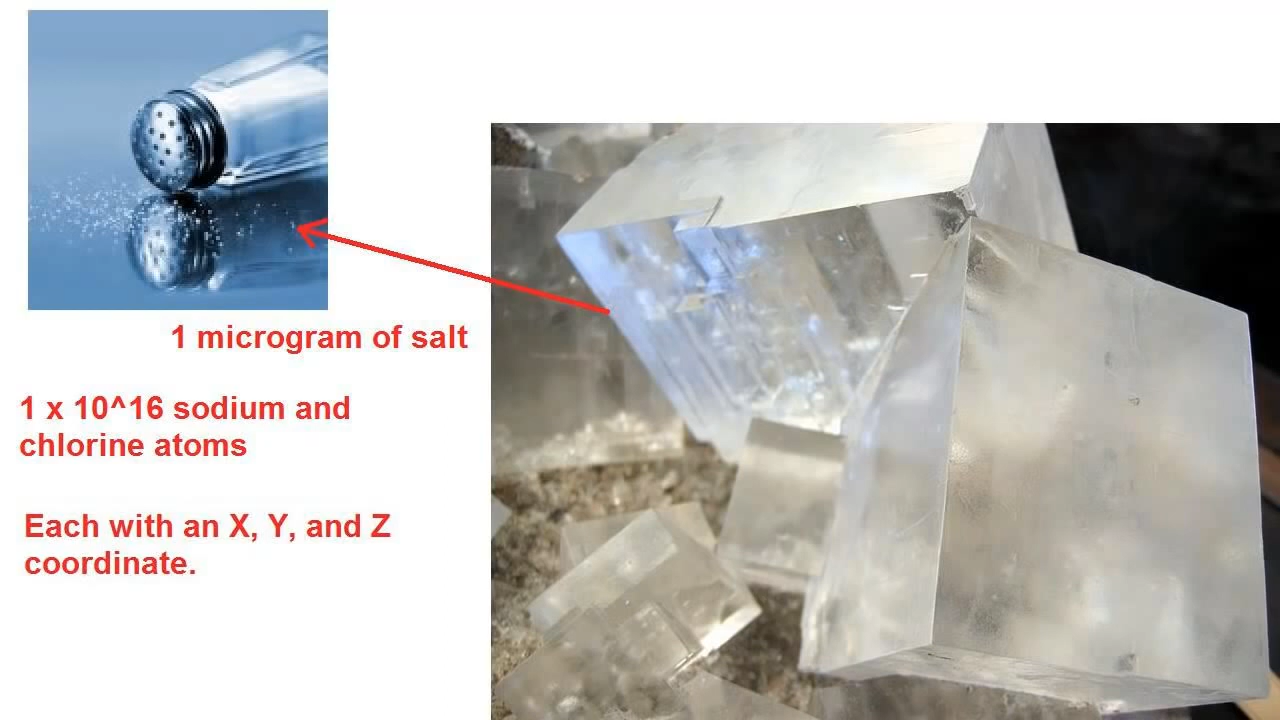 1 microgram of salt
1 x 10^16 sodium and
chlorine atoms
Each with an X, Y, and Z
coordinate.